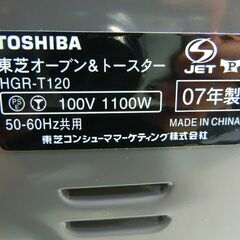 TOSHIBA
東芝オーブン&トースター
HGR-T120
PS E 100V 1100W
50-60Hz共用
東芝コンシューママーケティング株式会社
S
JET P
07年製
MADE IN CHINA